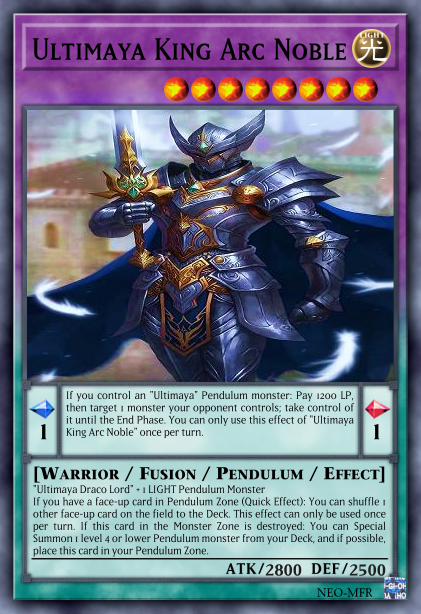 Ultimaya King Arc Noble
LIGHT
光
If you control an "Ultimaya" Pendulum monster: Pay 1200 LP,
then target 1 monster your opponent controls; take control of
it until the End Phase. You can only use this effect of "Ultimaya
King Arc Noble" once per turn.
1
1
[Warrior / Fusion / Pendulum / Effect]
"Ultimaya Draco Lord" + 1 LIGHT Pendulum Monster
If you have a face-up card in Pendulum Zone (Quick Effect): You can shuffle 1
other face-up card on the field to the Deck. This effect can only be used once
per turn. If this card in the Monster Zone is destroyed: You can Special
Summon 1 level 4 or lower Pendulum monster from your Deck, and if possible,
place this card in your Pendulum Zone.
ATK/2800 DEF/2500
NEO-MFR